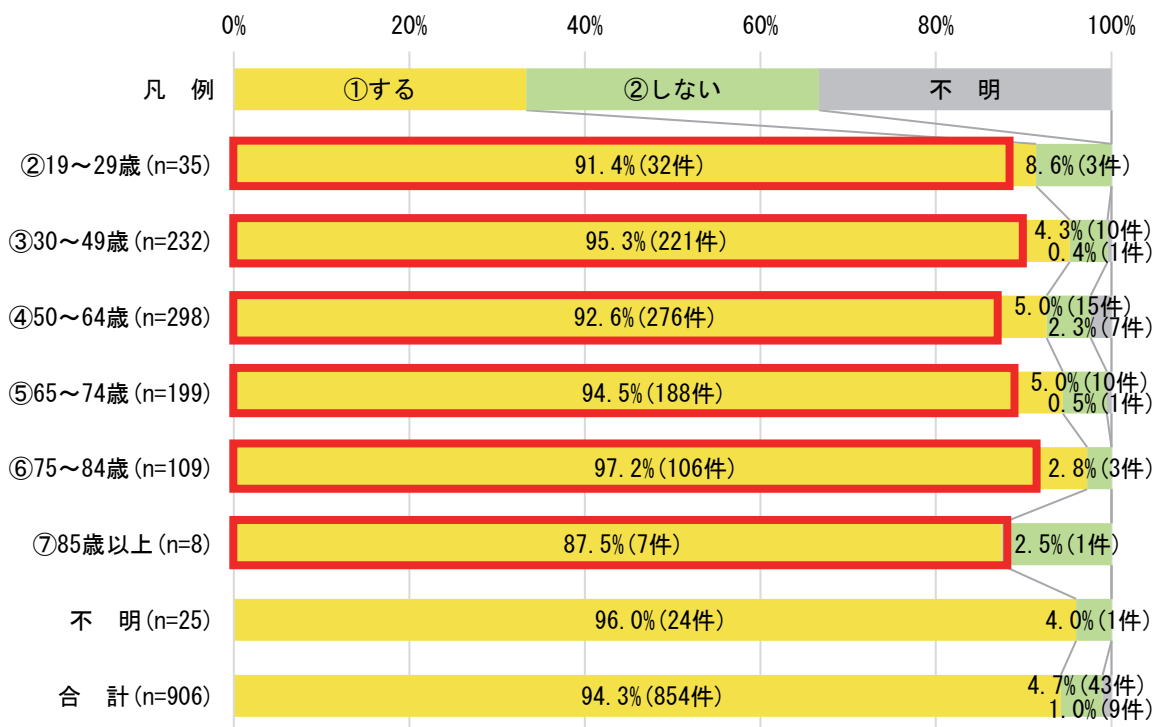 0% 20% 40% 60% 80% 100%
凡 例 ①する ②しない 不 明
②19～29歳(n=35) 91.4%(32件) 8.6%(3件)
③30～49歳(n=232) 95.3%(221件) 4.3%(10件)
0.4%(1件)
④50～64歳(n=298) 92.6%(276件) 5.0%(15件)
2.3%(7件)
⑤65～74歳(n=199) 94.5%(188件) 5.0%(10件)
0.5%(1件)
⑥75～84歳(n=109) 97.2%(106件) 2.8%(3件)
⑦85歳以上(n=8) 87.5%(7件) 2.5%(1件)
不 明(n=25) 96.0%(24件) 4.0%(1件)
合 計(n=906) 94.3%(854件) 4.7%(43件)
1.0%(9件)